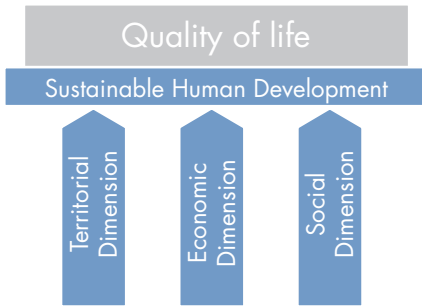 Quality of life
Sustainable Human Development
Territorial
Dimension
Economic
Dimension
Social
Dimension